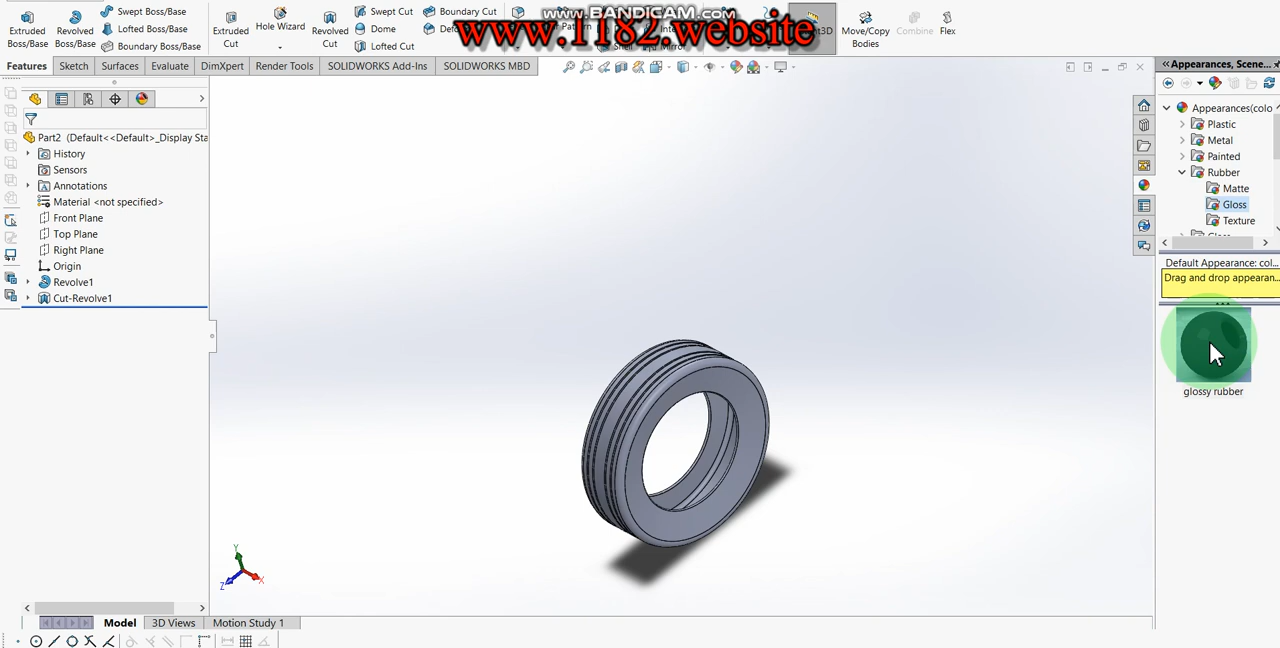 www.BANDICAM.com
www.1182.website
Extruded Boss/Base
Revolved Boss/Base
Swept Boss/Base
Lofted Boss/Base
Boundary Boss/Base
Extruded Cut
Hole Wizard
Revolved Cut
Swept Cut
Dome
Lofted Cut
Boundary Cut
Shell
Mirror
Move/Copy Bodies
Combine
Flex
Features
Sketch
Surfaces
Evaluate
DimXpert
Render Tools
SOLIDWORKS Add-Ins
SOLIDWORKS MBD
Part2 (Default<<Default>_Display Sta
History
Sensors
Annotations
Material <not specified>
Front Plane
Top Plane
Right Plane
Origin
Revolve1
Cut-Revolve1
Y
Z
X
Model
3D Views
Motion Study 1
Appearances, Scene...
Appearances(colo
Plastic
Metal
Painted
Rubber
Matte
Gloss
Texture
Default Appearance: col...
Drag and drop appearan...
glossy rubber